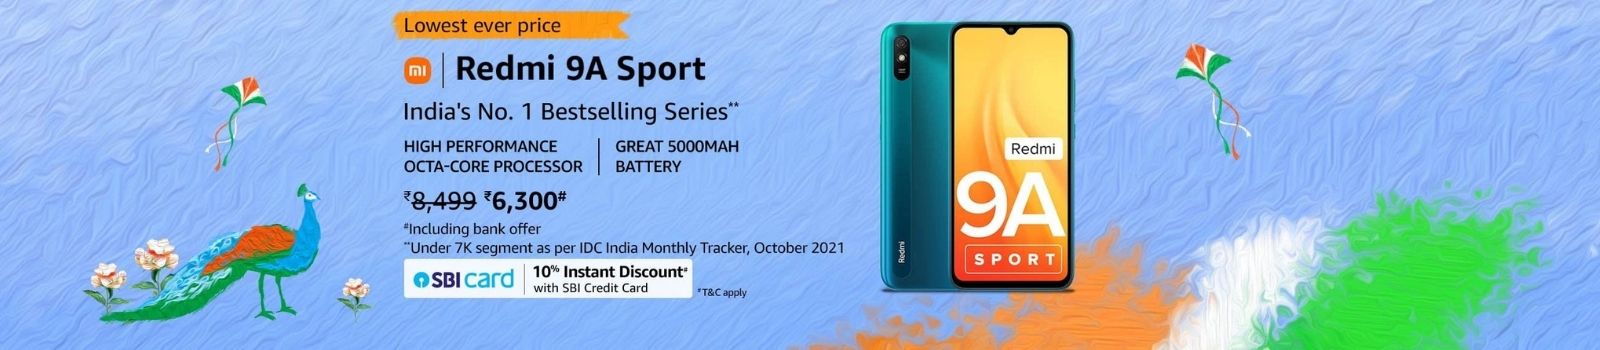 Lowest ever price
mi | Redmi 9A Sport
India's No. 1 Bestselling Series**
HIGH PERFORMANCE
OCTA-CORE PROCESSOR
GREAT 5000MAH
BATTERY
₹8,499 ₹6,300#
#Including bank offer
**Under 7K segment as per IDC India Monthly Tracker, October 2021
SBI card
10% Instant Discount#
with SBI Credit Card
#T&C apply
Redmi
Redmi
9A
SPORT